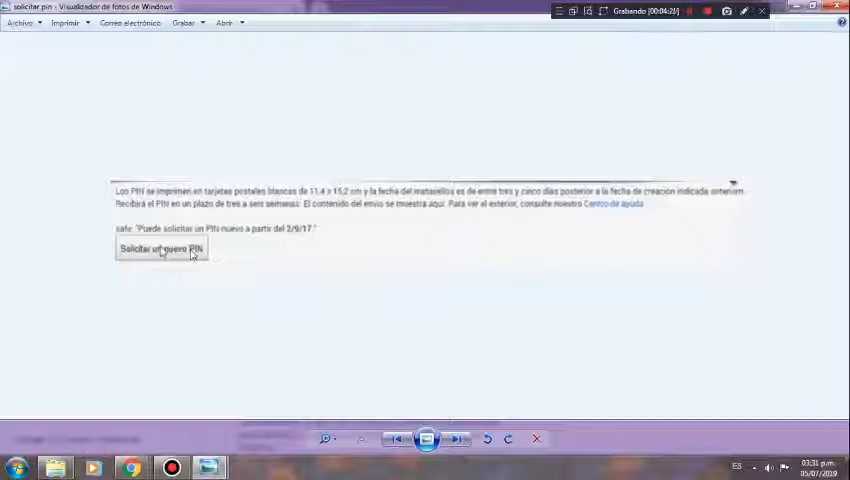 solicitar pin - Visualizador de fotos de Windows
Grabando [00:04:21]
Archivo Imprimir Correo electrónico Grabar Abrir
Los PIN se imprimen en tarjetas postales blancas de 11,4 x 15,2 cm y la fecha del matasellos es de entre tres y cinco días posterior a la fecha de creación indicada anteriorm
Recibirá el PIN en un plazo de tres a seis semanas. El contenido del envío se muestra aquí. Para ver el exterior, consulte nuestro Centro de ayuda
sale: "Puede solicitar un PIN nuevo a partir del 2/9/17 "
Solicitar un nuevo PIN
ES
03:31 p.m.
05/07/2019